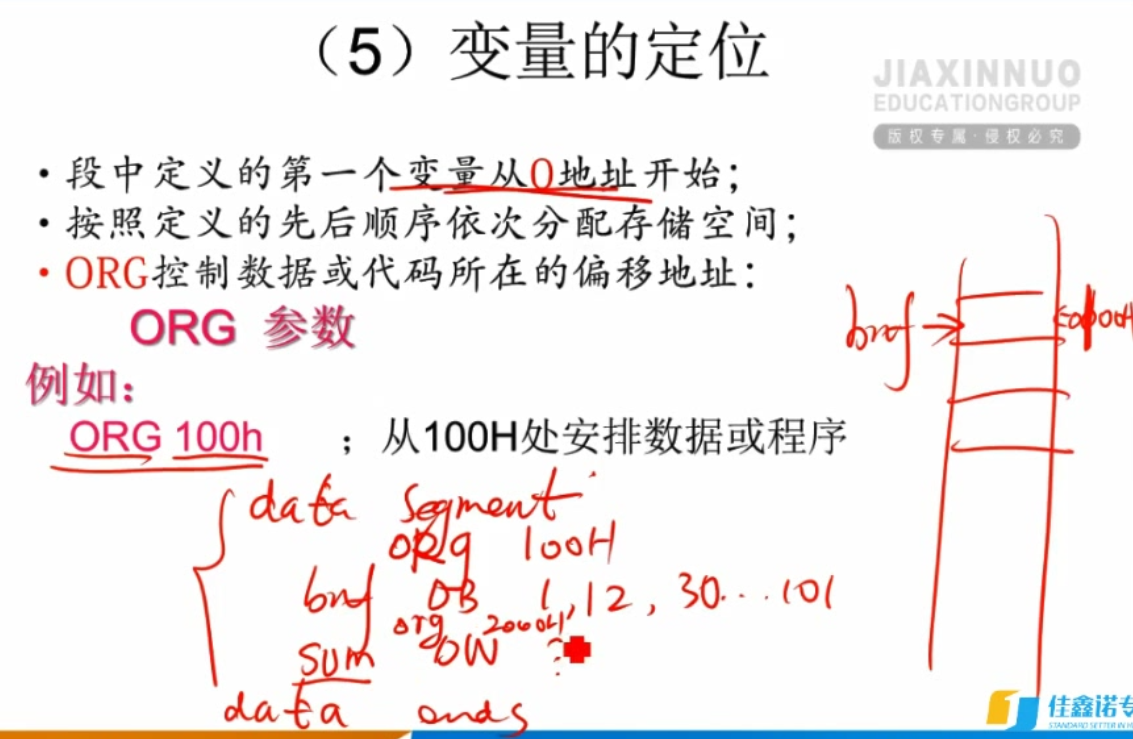 （5）变量的定位
JIAXINNUO
EDUCATIONGROUP
版权专属·侵权必究
• 段中定义的第一个变量从0地址开始；
• 按照定义的先后顺序依次分配存储空间；
• ORG控制数据或代码所在的偏移地址：
ORG 参数
例如：
ORG 100h ；从100H处安排数据或程序
buf
data segment
ORG 100H
buf DB 1,12,30...101
org 2000H
sum DW ?
data ends
佳鑫诺专
STANDARD SETTER IN H